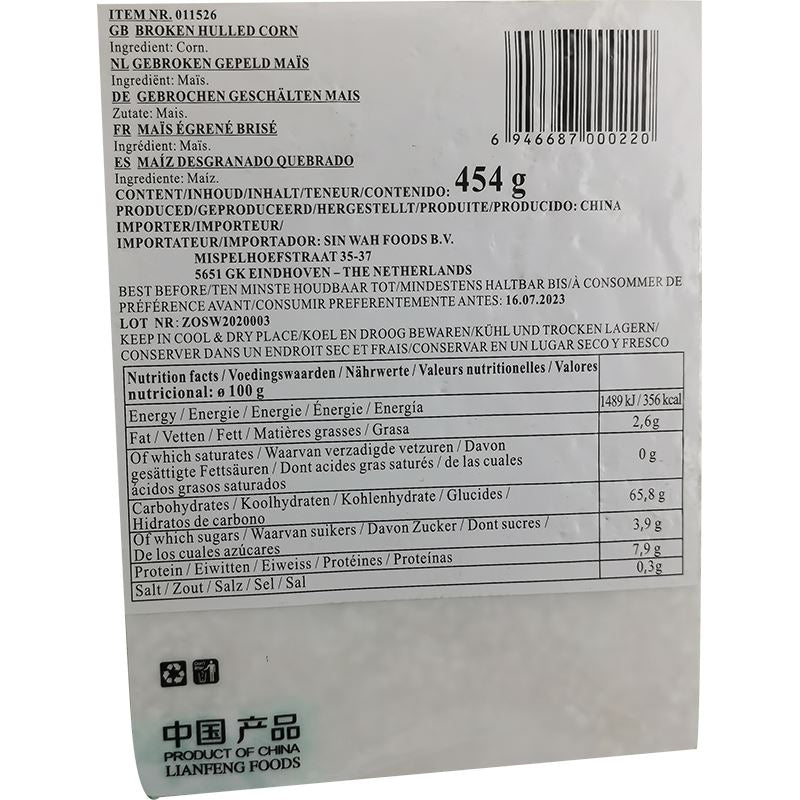 ITEM NR. 011526
GB BROKEN HULLED CORN
Ingredient: Corn.
NL GEBROKEN GEPELD MAÏS
Ingrediënt: Maïs.
DE GEBROCHEN GESCHÄLTEN MAIS
Zutate: Mais.
FR MAÏS ÉGRENÉ BRISÉ
Ingrédient: Maïs.
ES MAÍZ DESGRANADO QUEBRADO
Ingrediente: Maíz.
6 946687 000220
CONTENT/INHOUD/INHALT/TENEUR/CONTENIDO: 454 g
PRODUCED/GEPRODUCEERD/HERGESTELLT/PRODUITE/PRODUCIDO: CHINA
IMPORTER/IMPORTEUR/
IMPORTATEUR/IMPORTADOR: SIN WAH FOODS B.V.
MISPELHOEFSTRAAT 35-37
5651 GK EINDHOVEN – THE NETHERLANDS
BEST BEFORE/TEN MINSTE HOUDBAAR TOT/MINDESTENS HALTBAR BIS/À CONSOMMER DE
PRÉFÉRENCE AVANT/CONSUMIR PREFERENTEMENTE ANTES: 16.07.2023
LOT NR: ZOSW2020003
KEEP IN COOL & DRY PLACE/KOEL EN DROOG BEWAREN/KÜHL UND TROCKEN LAGERN/
CONSERVER DANS UN ENDROIT SEC ET FRAIS/CONSERVAR EN UN LUGAR SECO Y FRESCO
Nutrition facts / Voedingswaarden / Nährwerte / Valeurs nutritionelles / Valores
nutricional: ø 100 g
Energy / Energie / Energie / Énergie / Energía 1489 kJ / 356 kcal
Fat / Vetten / Fett / Matières grasses / Grasa 2,6g
Of which saturates / Waarvan verzadigde vetzuren / Davon
gesättigte Fettsäuren / Dont acides gras saturés / de las cuales
ácidos grasos saturados 0 g
Carbohydrates / Koolhydraten / Kohlenhydrate / Glucides /
Hidratos de carbono 65,8 g
Of which sugars / Waarvan suikers / Davon Zucker / Dont sucres /
De los cuales azúcares 3,9 g
Protein / Eiwitten / Eiweiss / Protéines / Proteínas 7,9 g
Salt / Zout / Salz / Sel / Sal 0,3g
中国 产品
PRODUCT OF CHINA
LIANFENG FOODS